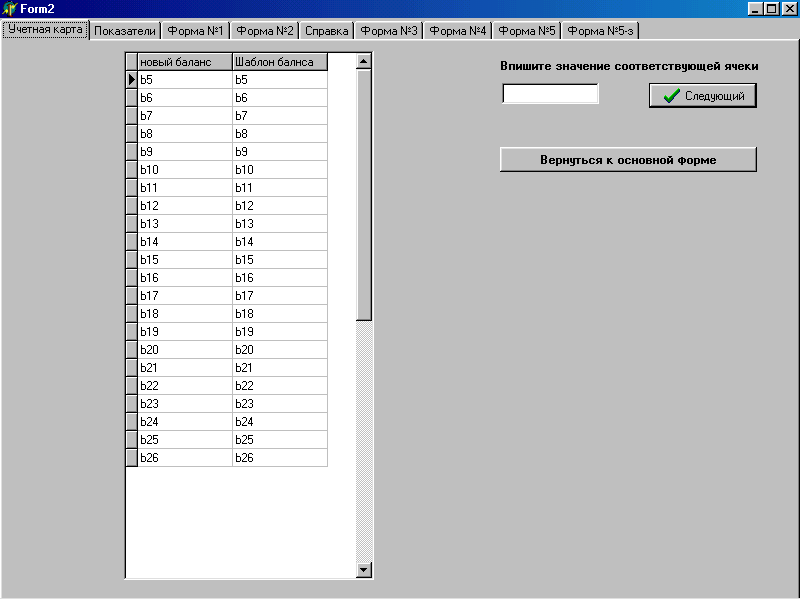 Form2
Учетная карта Показатели Форма №1 Форма №2 Справка Форма №3 Форма №4 Форма №5 Форма №5-з
новый баланс Шаблон балнса
b5 b5
b6 b6
b7 b7
b8 b8
b9 b9
b10 b10
b11 b11
b12 b12
b13 b13
b14 b14
b15 b15
b16 b16
b17 b17
b18 b18
b19 b19
b20 b20
b21 b21
b22 b22
b23 b23
b24 b24
b25 b25
b26 b26
Впишите значение соответствующей ячеки
Следующий
Вернуться к основной форме